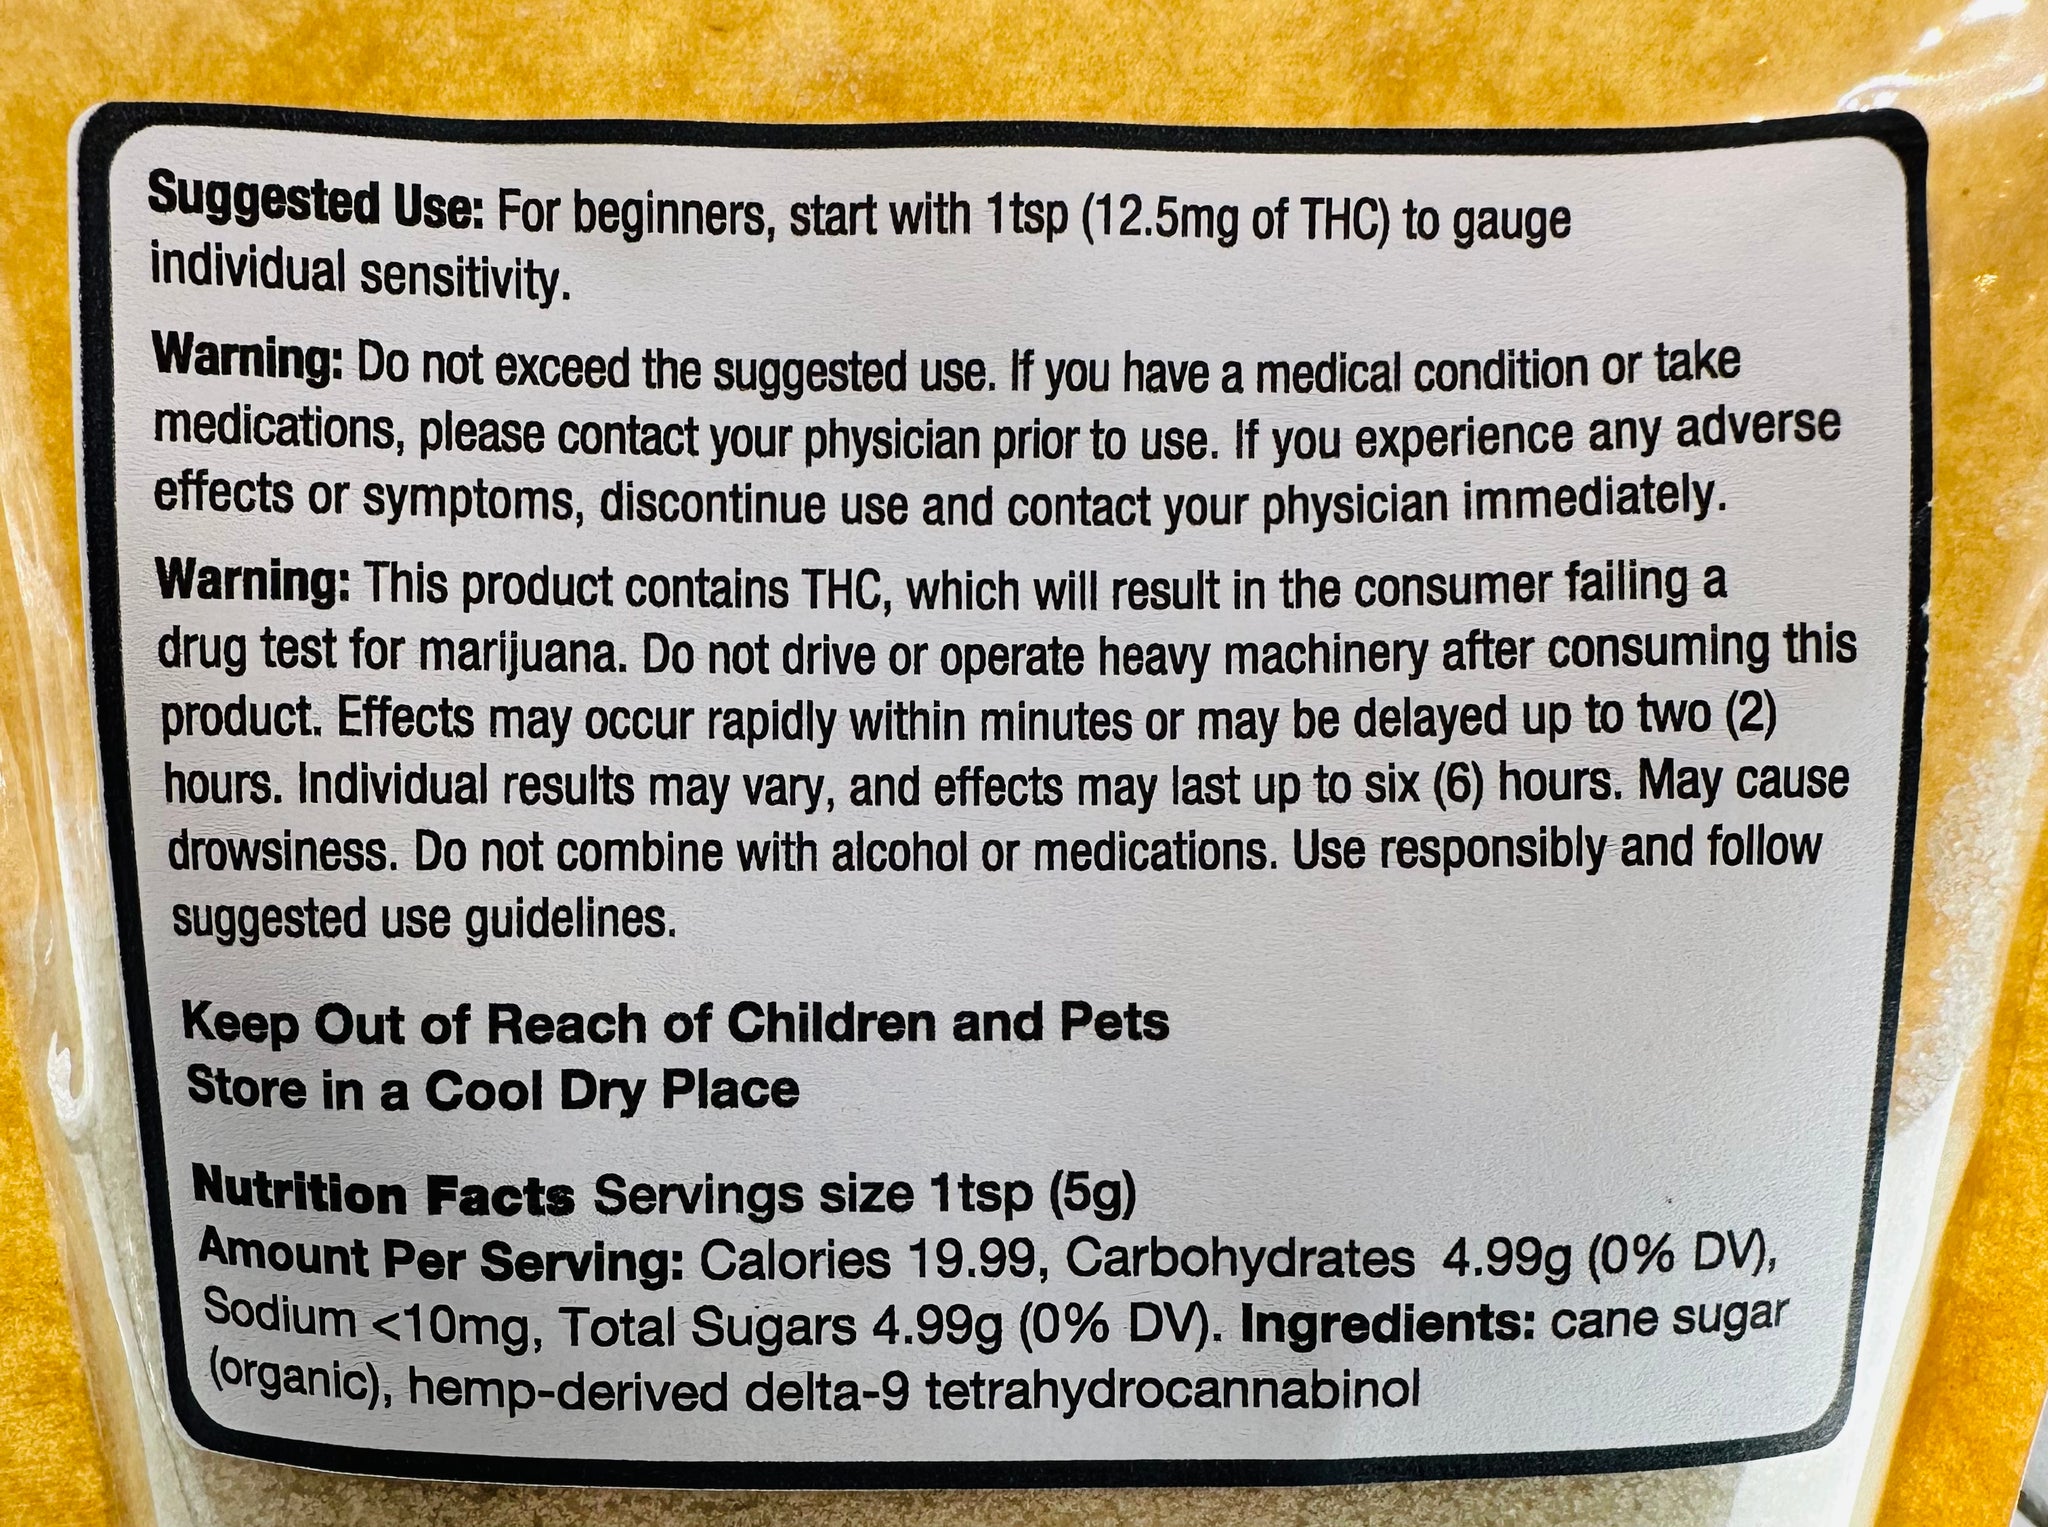 Suggested Use: For beginners, start with 1tsp (12.5mg of THC) to gauge
individual sensitivity.
Warning: Do not exceed the suggested use. If you have a medical condition or take
medications, please contact your physician prior to use. If you experience any adverse
effects or symptoms, discontinue use and contact your physician immediately.
Warning: This product contains THC, which will result in the consumer failing a
drug test for marijuana. Do not drive or operate heavy machinery after consuming this
product. Effects may occur rapidly within minutes or may be delayed up to two (2)
hours. Individual results may vary, and effects may last up to six (6) hours. May cause
drowsiness. Do not combine with alcohol or medications. Use responsibly and follow
suggested use guidelines.
Keep Out of Reach of Children and Pets
Store in a Cool Dry Place
Nutrition Facts Servings size 1tsp (5g)
Amount Per Serving: Calories 19.99, Carbohydrates 4.99g (0% DV),
Sodium <10mg, Total Sugars 4.99g (0% DV). Ingredients: cane sugar
(organic), hemp-derived delta-9 tetrahydrocannabinol